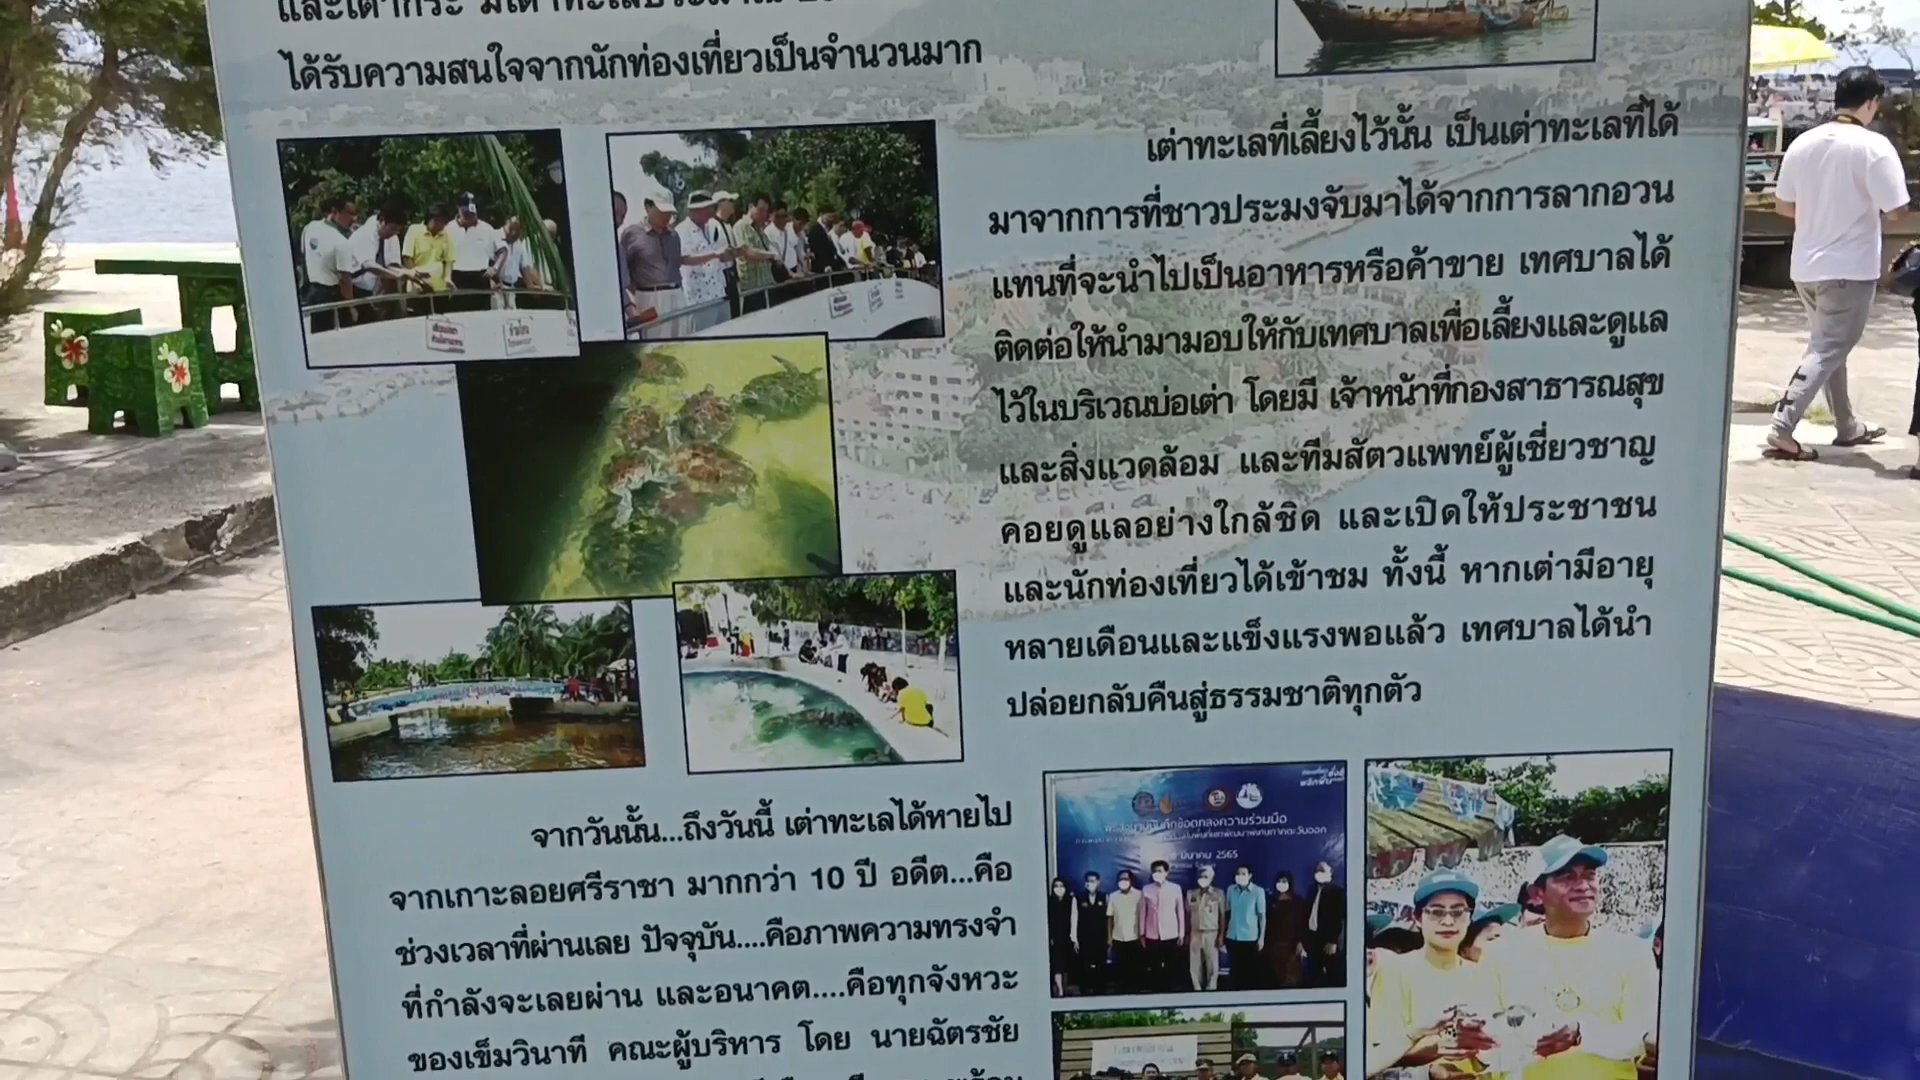 ได้รับความสนใจจากนักท่องเที่ยวเป็นจำนวนมาก
เต่าทะเลที่เลี้ยงไว้นั้น เป็นเต่าทะเลที่ได้
มาจากการที่ชาวประมงจับมาได้จากการลากอวน
แทนที่จะนำไปเป็นอาหารหรือค้าขาย เทศบาลได้
ติดต่อให้นำมามอบให้กับเทศบาลเพื่อเลี้ยงและดูแล
ไว้ในบริเวณบ่อเต่า โดยมี เจ้าหน้าที่กองสาธารณสุข
และสิ่งแวดล้อม และทีมสัตวแพทย์ผู้เชี่ยวชาญ
คอยดูแลอย่างใกล้ชิด และเปิดให้ประชาชน
และนักท่องเที่ยวได้เข้าชม ทั้งนี้ หากเต่ามีอายุ
หลายเดือนและแข็งแรงพอแล้ว เทศบาลได้นำ
ปล่อยกลับคืนสู่ธรรมชาติทุกตัว
จากวันนั้น...ถึงวันนี้ เต่าทะเลได้หายไป
จากเกาะลอยศรีราชา มากกว่า 10 ปี อดีต...คือ
ช่วงเวลาที่ผ่านเลย ปัจจุบัน....คือภาพความทรงจำ
ที่กำลังจะเลยผ่าน และอนาคต....คือทุกจังหวะ
ของเข็มวินาที คณะผู้บริหาร โดย นายฉัตรชัย
มีนาคม 2565